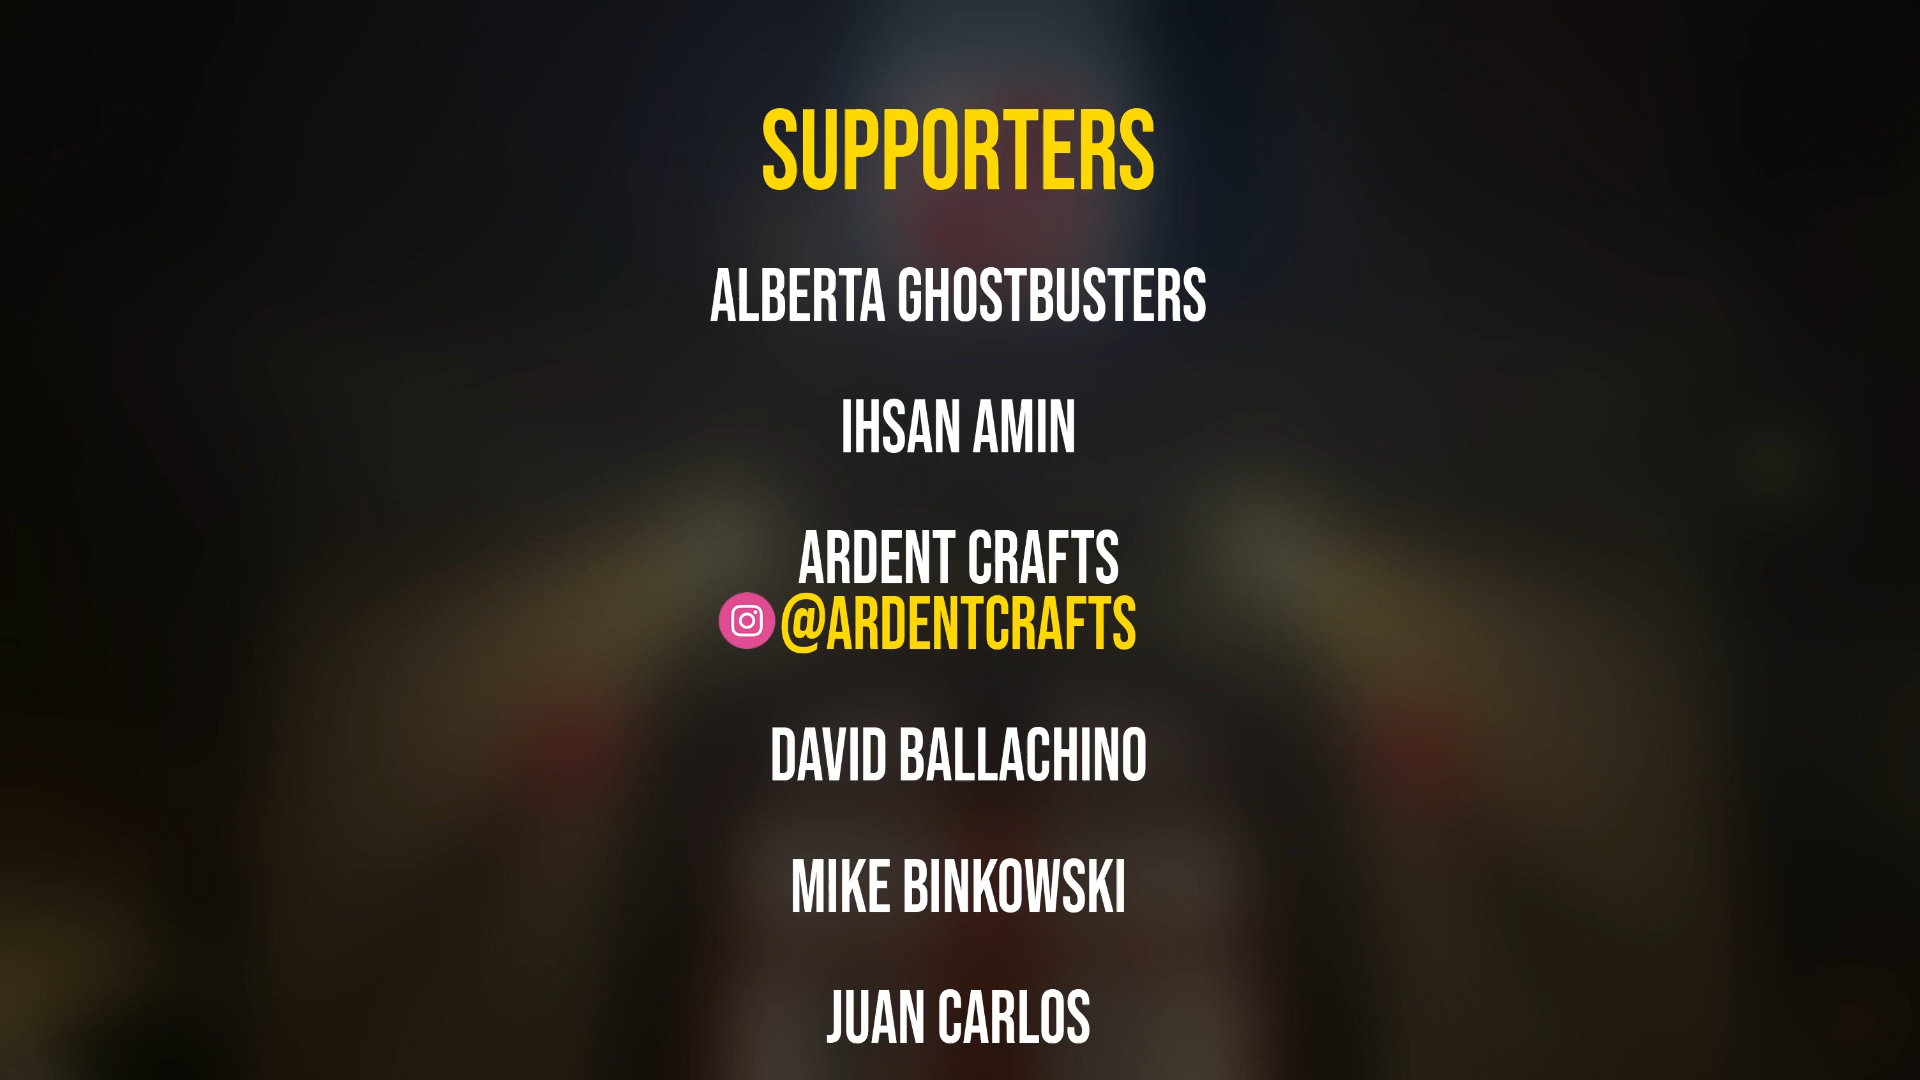 SUPPORTERS
ALBERTA GHOSTBUSTERS
IHSAN AMIN
ARDENT CRAFTS
@ARDENTCRAFTS
DAVID BALLACHINO
MIKE BINKOWSKI
JUAN CARLOS